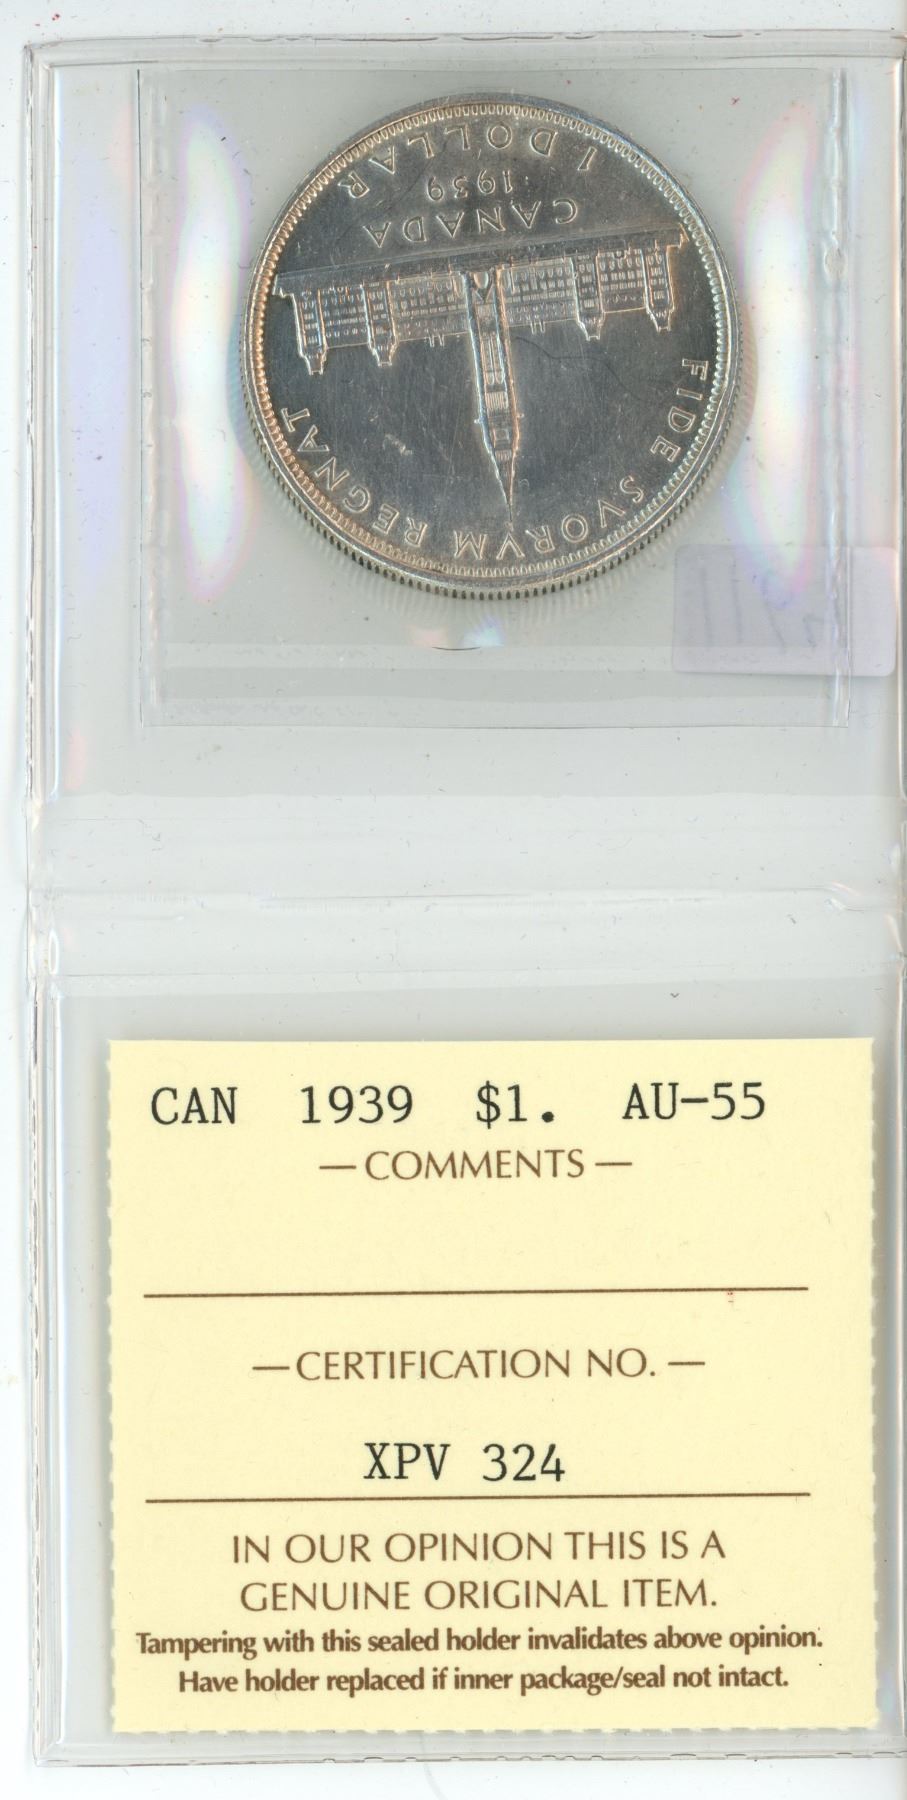 1 DOLLAR
1939
CANADA
FIDE SVORVM REGNAT
CAN 1939 $1. AU-55
— COMMENTS —
— CERTIFICATION NO. —
XPV 324
IN OUR OPINION THIS IS A
GENUINE ORIGINAL ITEM.
Tampering with this sealed holder invalidates above opinion.
Have holder replaced if inner package/seal not intact.